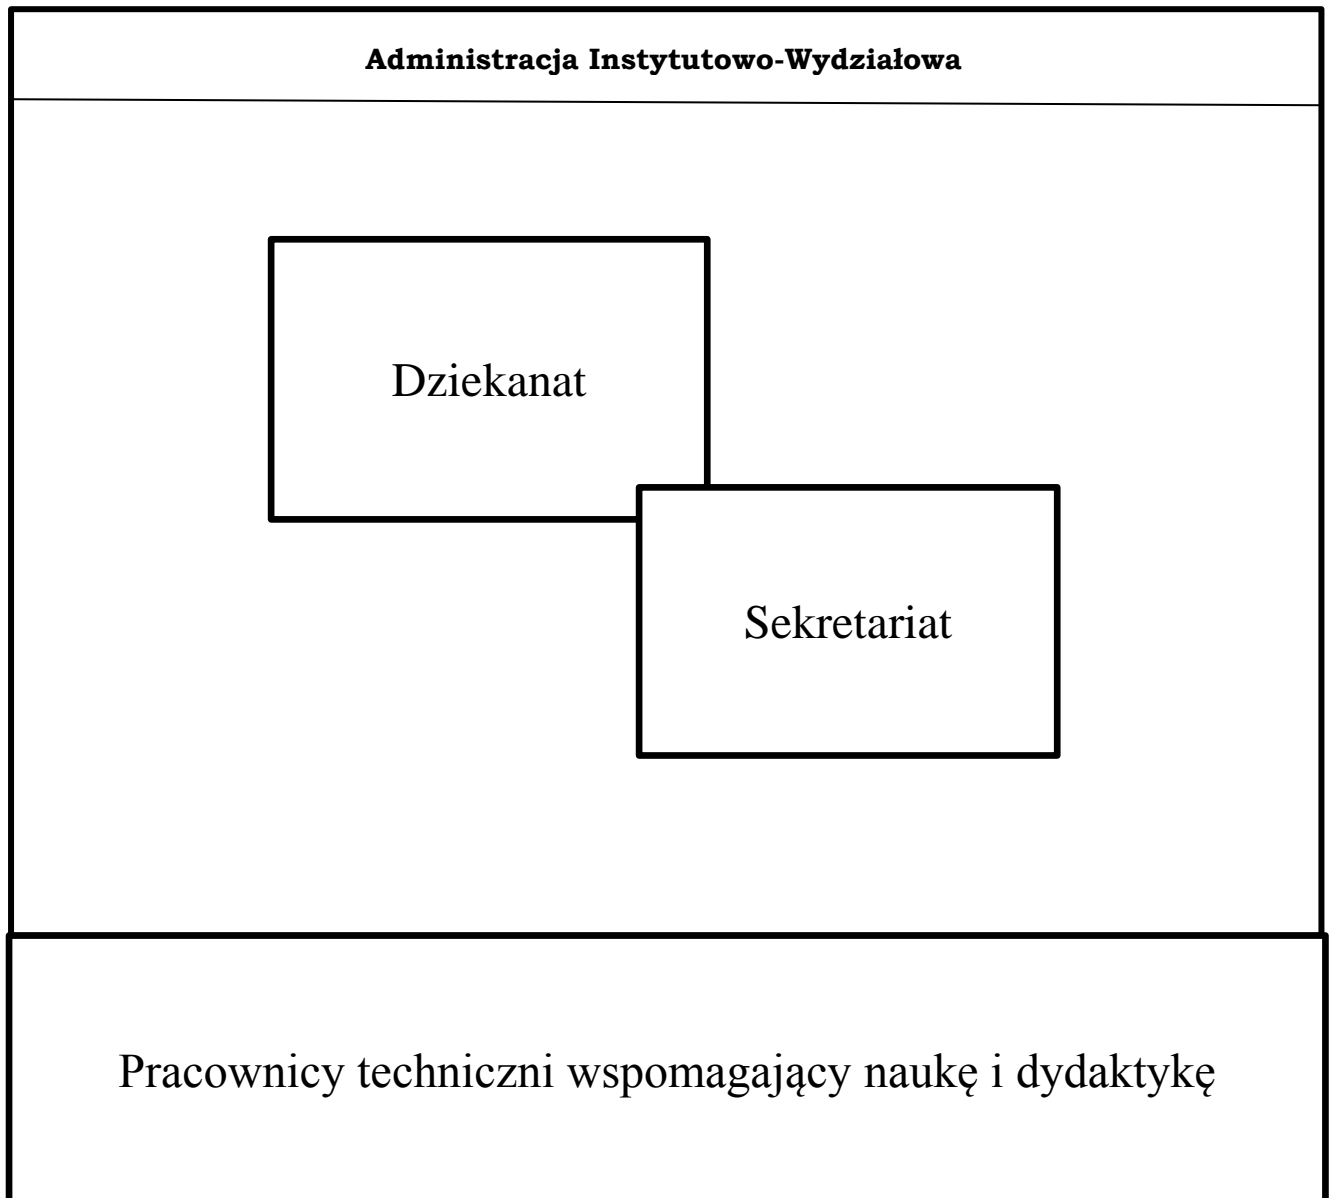 Administracja Instytutowo-Wydziałowa
Dziekanat
Sekretariat
Pracownicy techniczni wspomagający naukę i dydaktykę